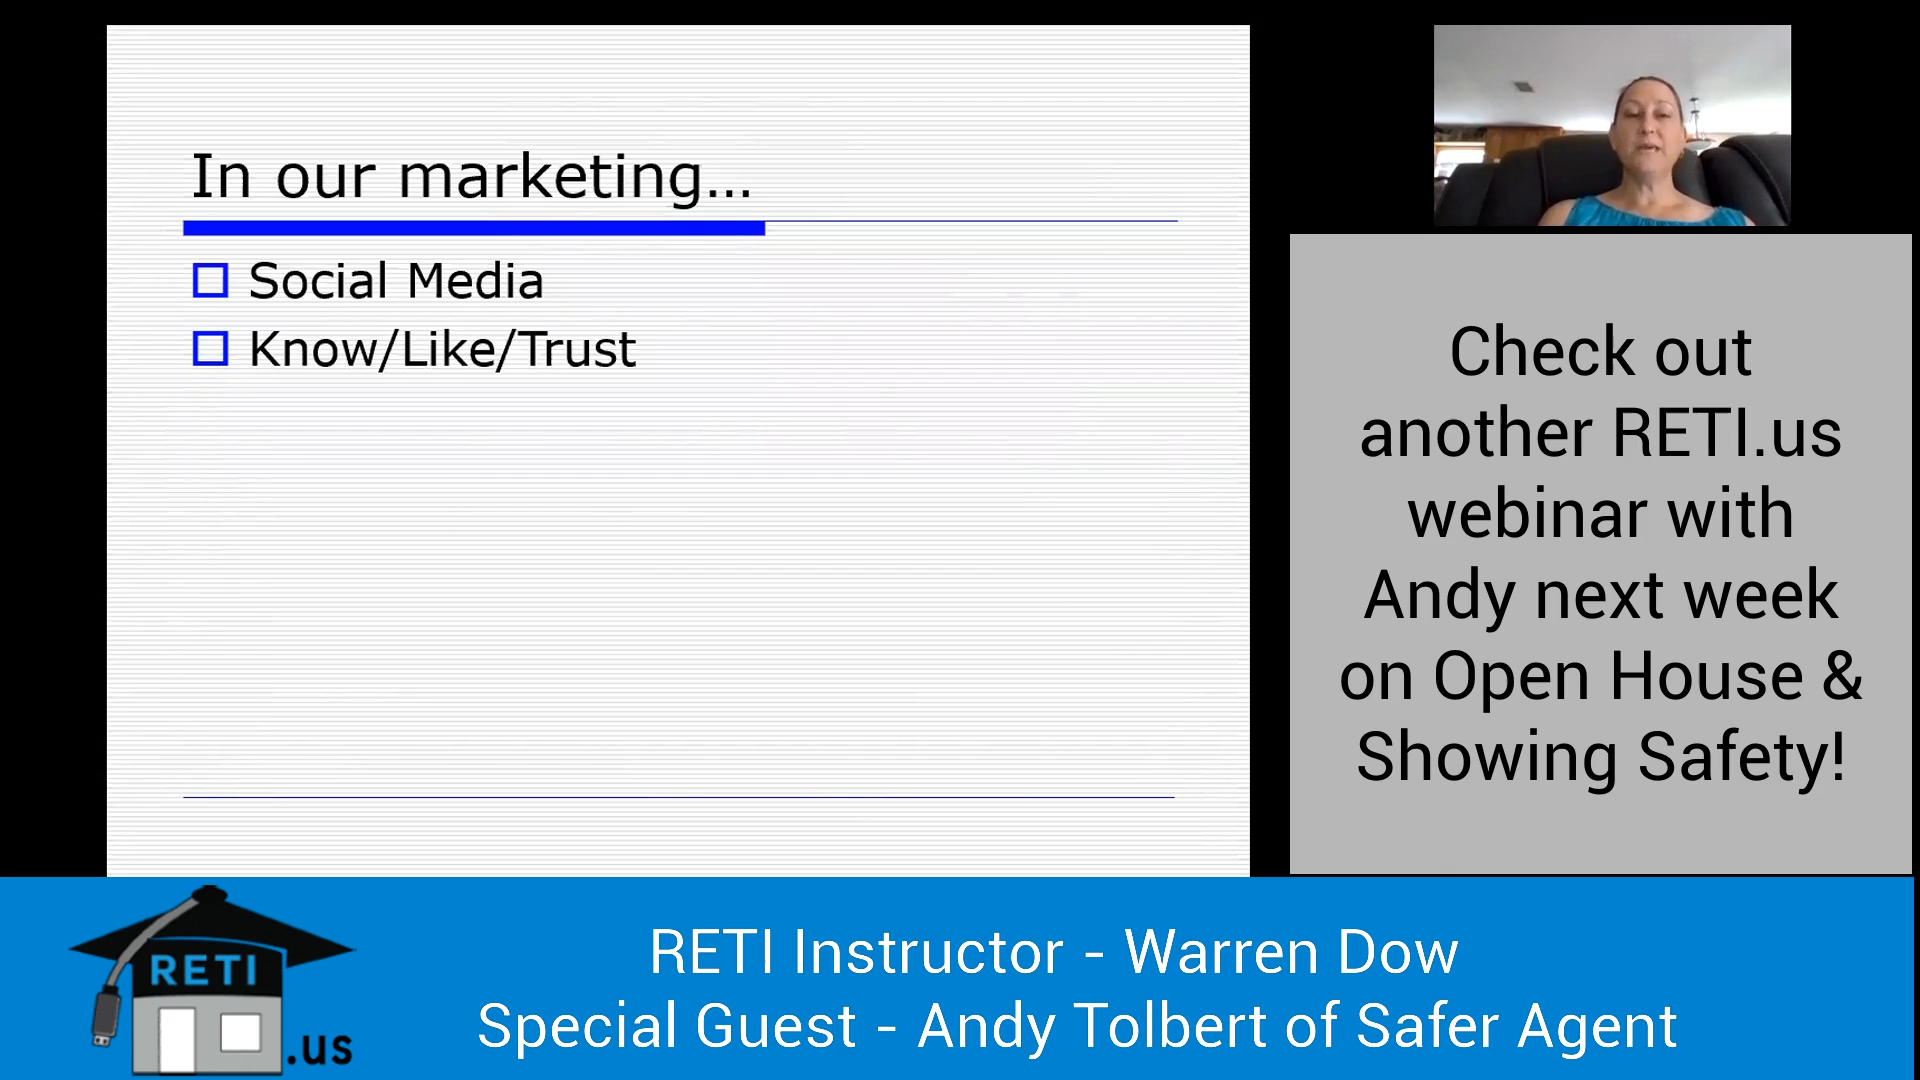 In our marketing…
Social Media
Know/Like/Trust
Check out
another RETI.us
webinar with
Andy next week
on Open House &
Showing Safety!
RETI
.us
RETI Instructor - Warren Dow
Special Guest - Andy Tolbert of Safer Agent